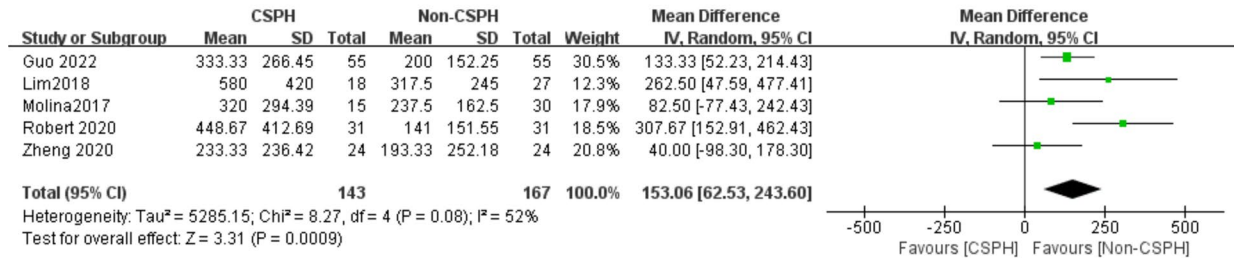 CSPH Non-CSPH Mean Difference Mean Difference
Study or Subgroup Mean SD Total Mean SD Total Weight IV, Random, 95% CI IV, Random, 95% CI
Guo 2022 333.33 266.45 55 200 152.25 55 30.5% 133.33 [52.23, 214.43]
Lim2018 580 420 18 317.5 245 27 12.3% 262.50 [47.59, 477.41]
Molina2017 320 294.39 15 237.5 162.5 30 17.9% 82.50 [-77.43, 242.43]
Robert 2020 448.67 412.69 31 141 151.55 31 18.5% 307.67 [152.91, 462.43]
Zheng 2020 233.33 236.42 24 193.33 252.18 24 20.8% 40.00 [-98.30, 178.30]
Total (95% CI) 143 167 100.0% 153.06 [62.53, 243.60]
Heterogeneity: Tau² = 5285.15; Chi² = 8.27, df = 4 (P = 0.08); I² = 52%
Test for overall effect: Z = 3.31 (P = 0.0009)
-500 -250 0 250 500
Favours [CSPH] Favours [Non-CSPH]